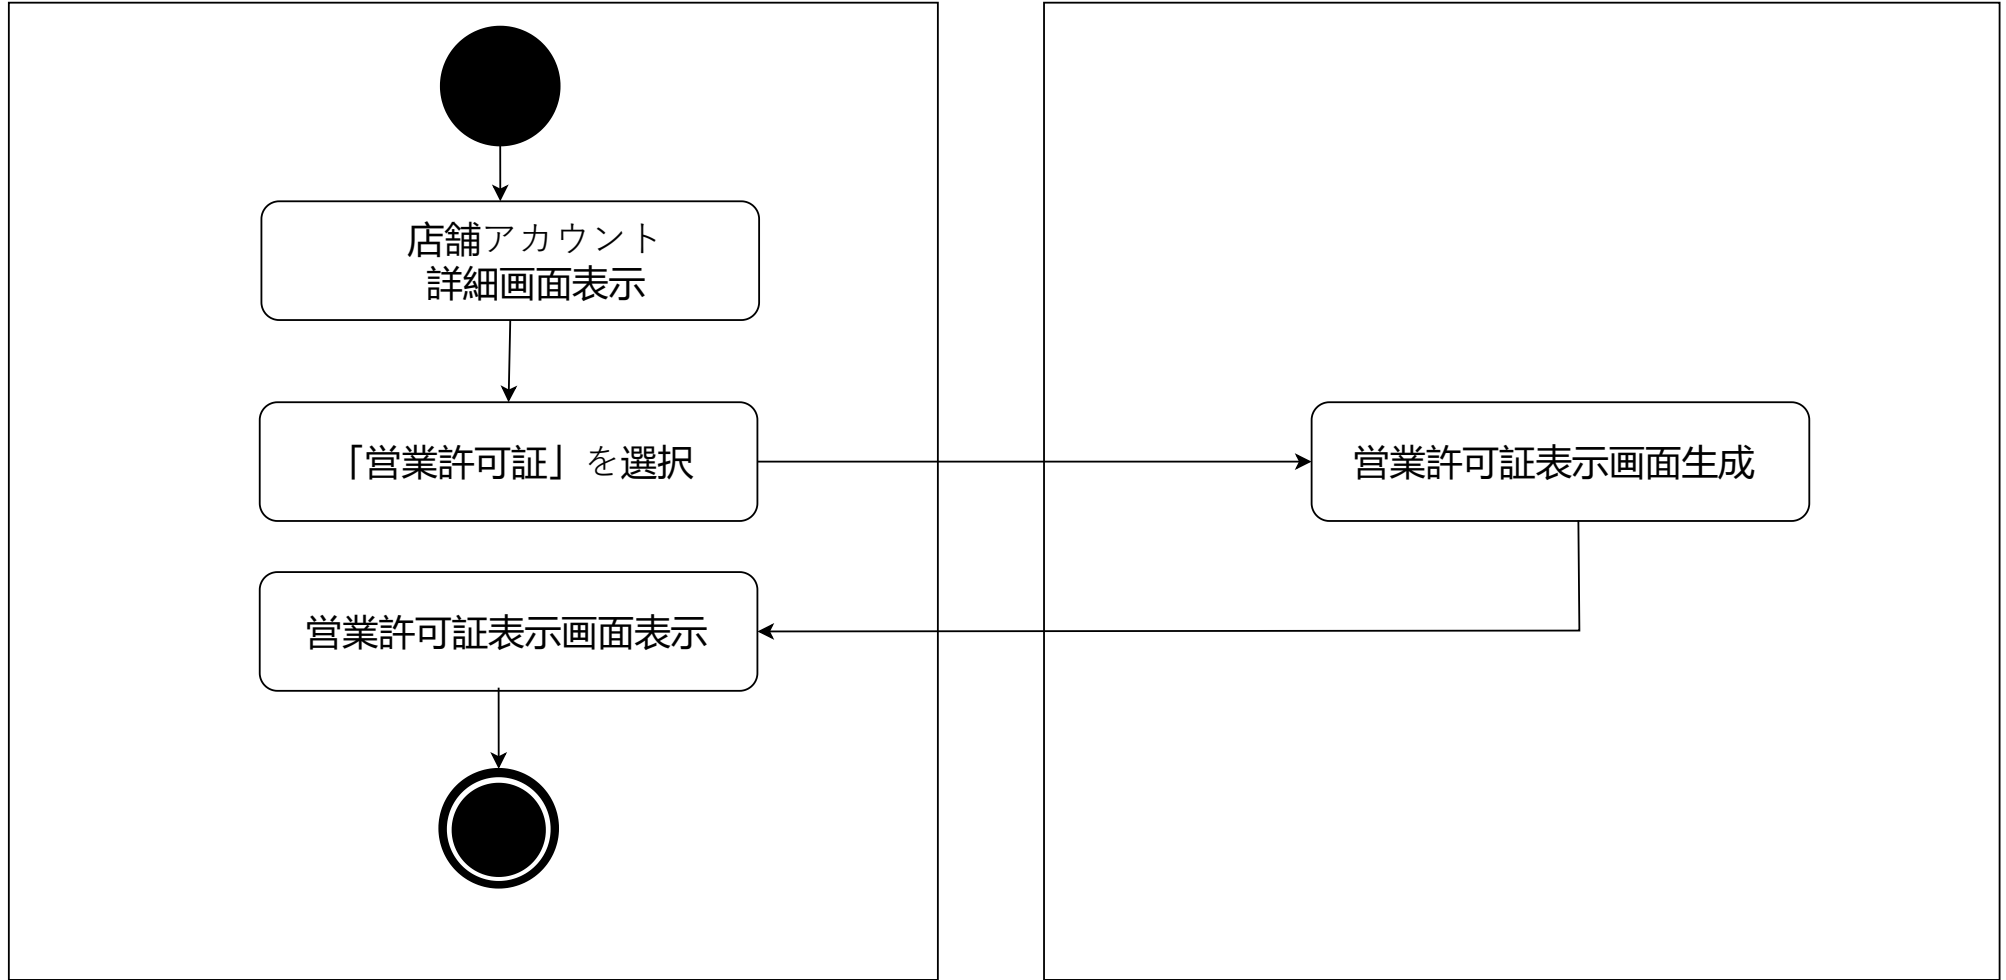 店舗アカウント
詳細画面表示
「営業許可証」を選択
営業許可証表示画面生成
営業許可証表示画面表示